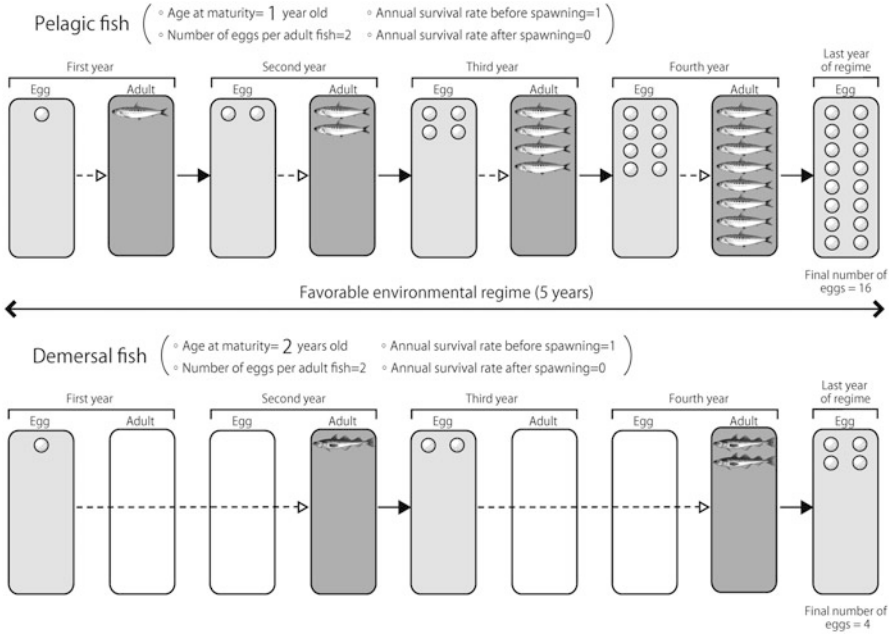 Pelagic fish
◦ Age at maturity= 1 year old ◦ Annual survival rate before spawning=1
◦ Number of eggs per adult fish=2 ◦ Annual survival rate after spawning=0
First year Second year Third year Fourth year Last year
of regime
Egg Adult Egg Adult Egg Adult Egg Adult Egg
Final number of
eggs = 16
Favorable environmental regime (5 years)
Demersal fish
◦ Age at maturity= 2 years old ◦ Annual survival rate before spawning=1
◦ Number of eggs per adult fish=2 ◦ Annual survival rate after spawning=0
First year Second year Third year Fourth year Last year
of regime
Egg Adult Egg Adult Egg Adult Egg Adult Egg
Final number of
eggs = 4